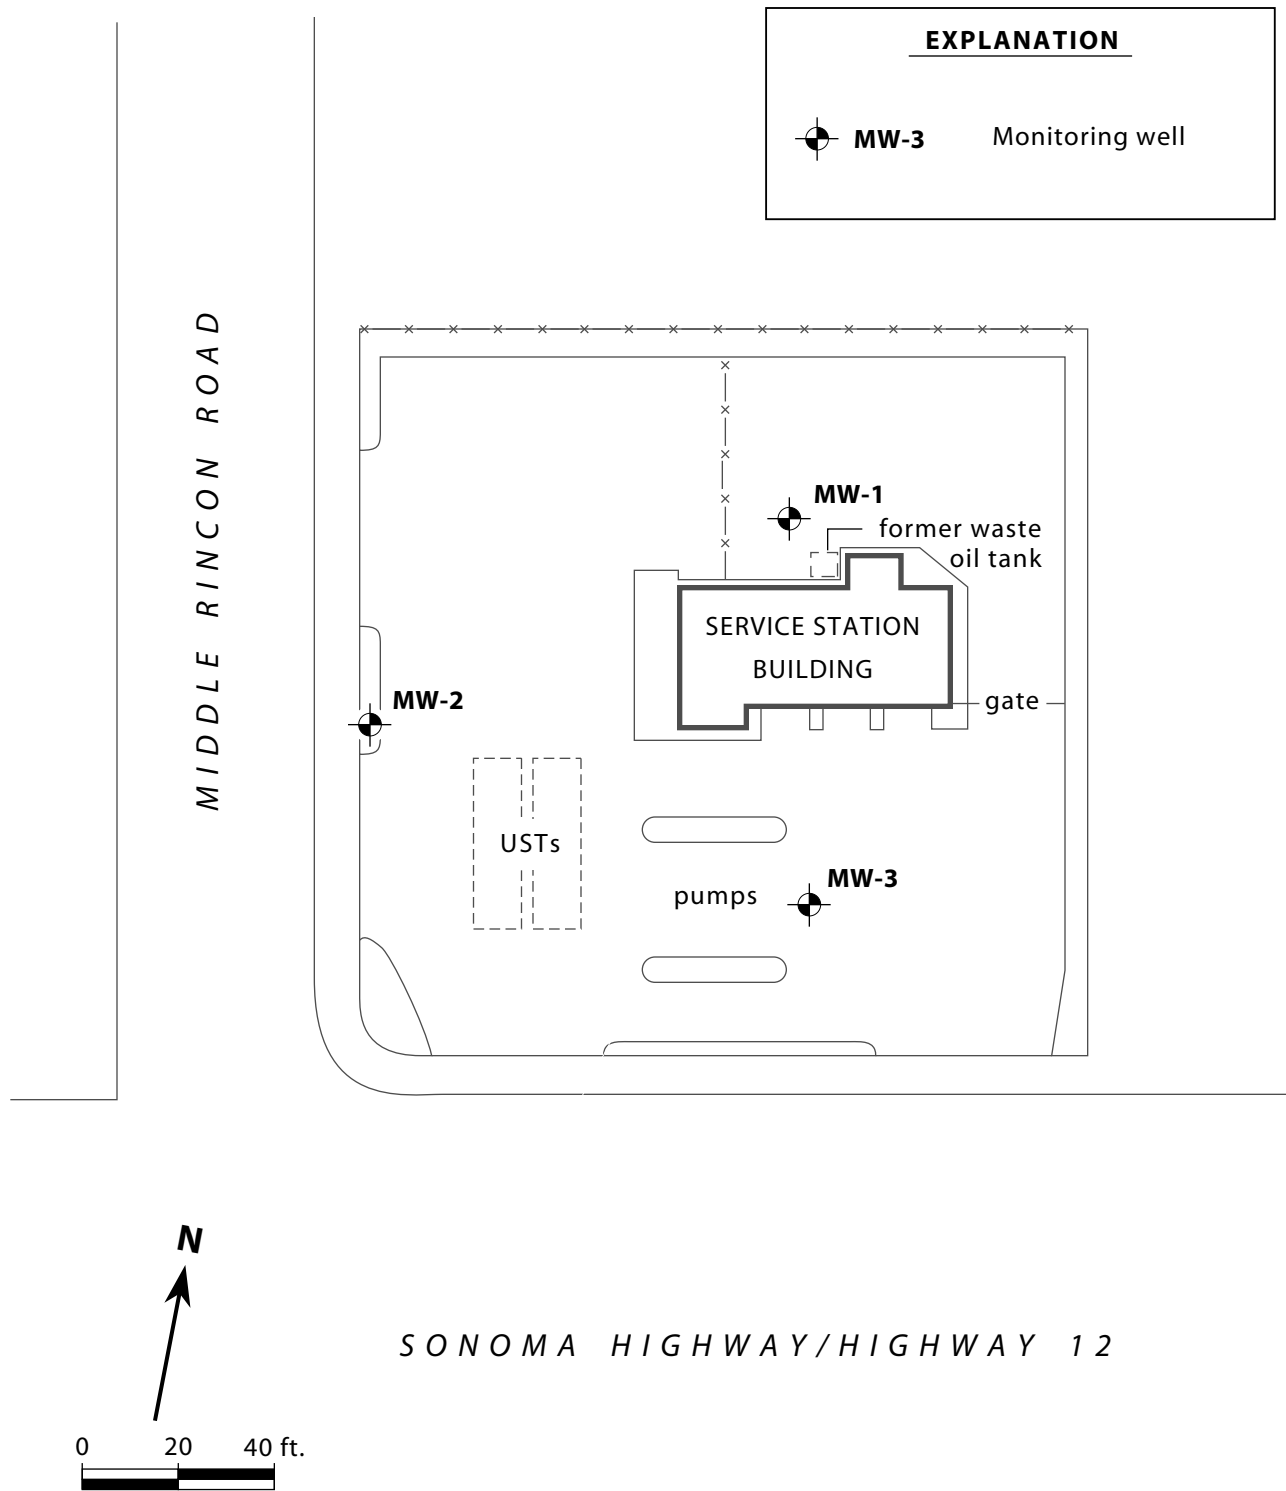 EXPLANATION
MW-3 Monitoring well
MIDDLE RINCON ROAD
MW-1
former waste
oil tank
SERVICE STATION
BUILDING
gate
MW-2
USTs
MW-3
pumps
N
SONOMA HIGHWAY/HIGHWAY 12
0 20 40 ft.